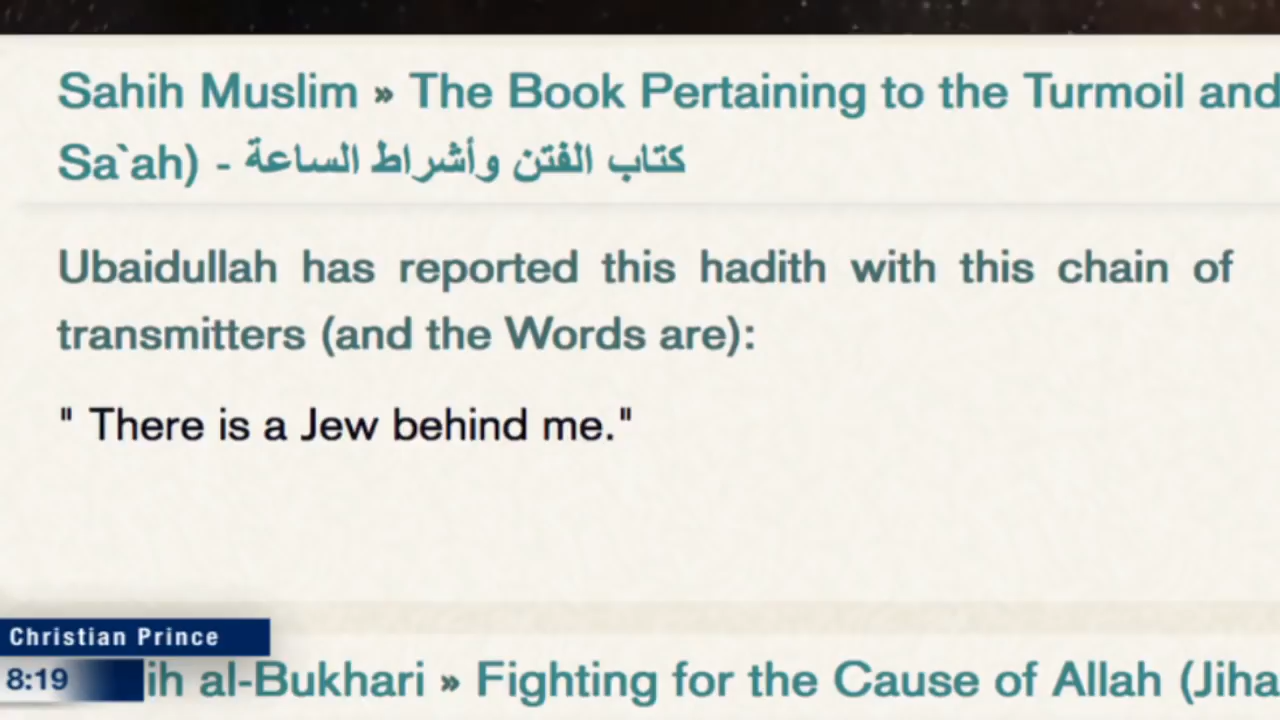 Sahih Muslim » The Book Pertaining to the Turmoil and
Sa`ah) - كتاب الفتن وأشراط الساعة
Ubaidullah has reported this hadith with this chain of
transmitters (and the Words are):
" There is a Jew behind me."
Christian Prince
8:19
ih al-Bukhari » Fighting for the Cause of Allah (Jiha